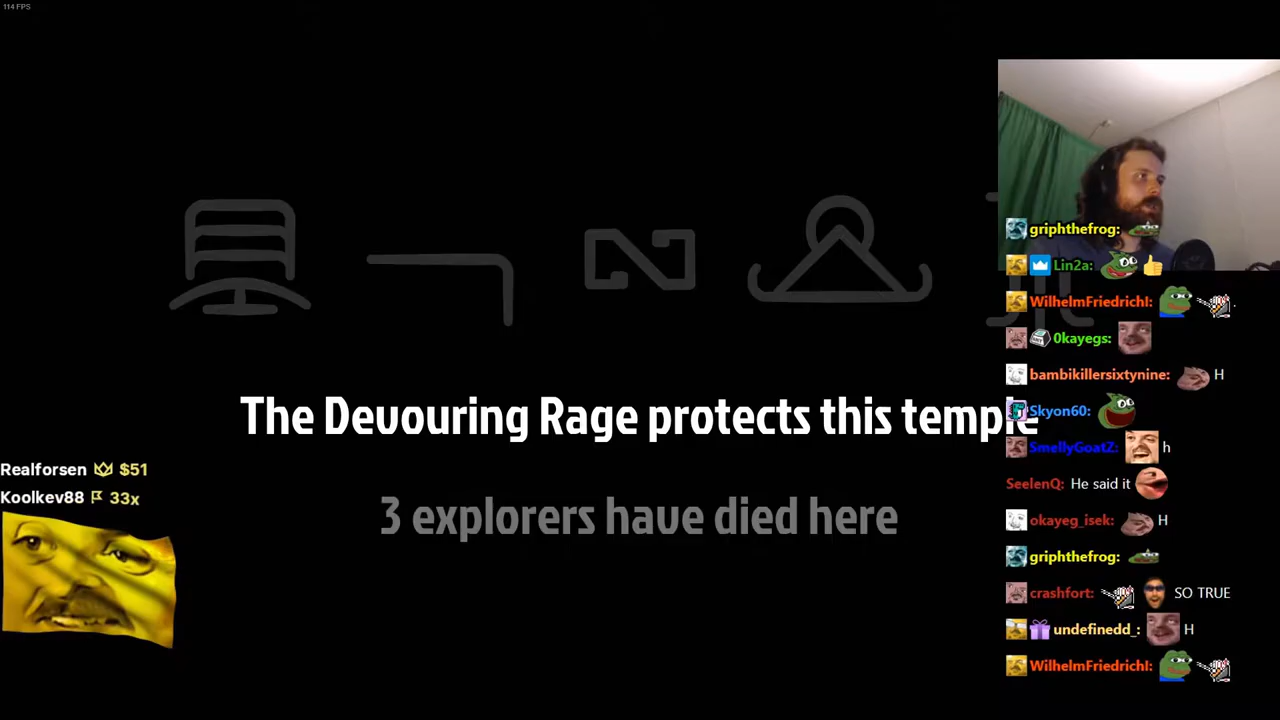 114 FPS
griphthefrog:
Lin2a:
WilhelmFriedrichI: .
0kayegs:
bambikillersixtynine: H
Skyon60:
The Devouring Rage protects this temple
SmellyGoatZ: h
Realforsen $51
SeelenQ: He said it
Koolkev88 33x
3 explorers have died here
okayeg_isek: H
griphthefrog:
crashfort: SO TRUE
undefinedd_: H
WilhelmFriedrichI: